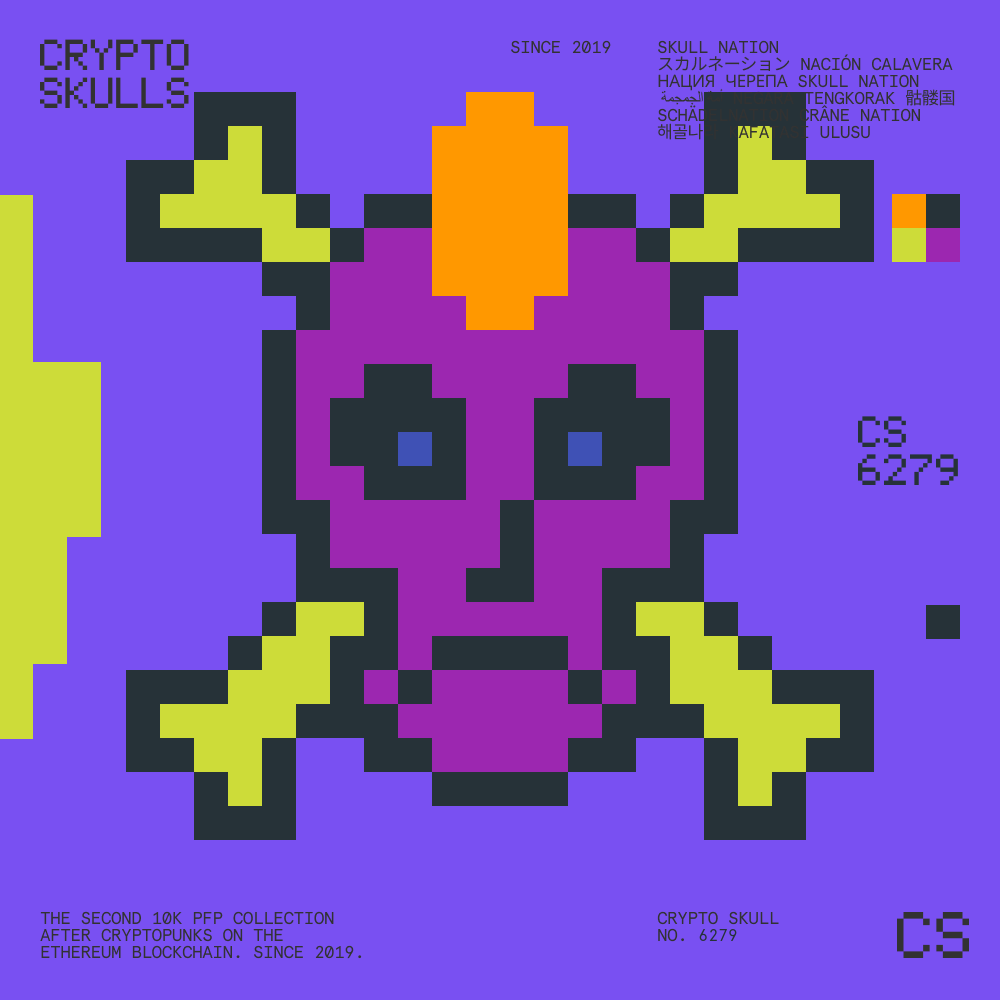 CRYPTO
SKULLS
SINCE 2019
SKULL NATION
スカルネーション NACIÓN CALAVERA
НАЦИЯ ЧЕРЕПА SKULL NATION
TENGKORAK 骷髅国
CRÂNE NATION
해골 ULUSU
CS
6279
THE SECOND 10K PFP COLLECTION
AFTER CRYPTOPUNKS ON THE
ETHEREUM BLOCKCHAIN. SINCE 2019.
CRYPTO SKULL
NO. 6279
CS